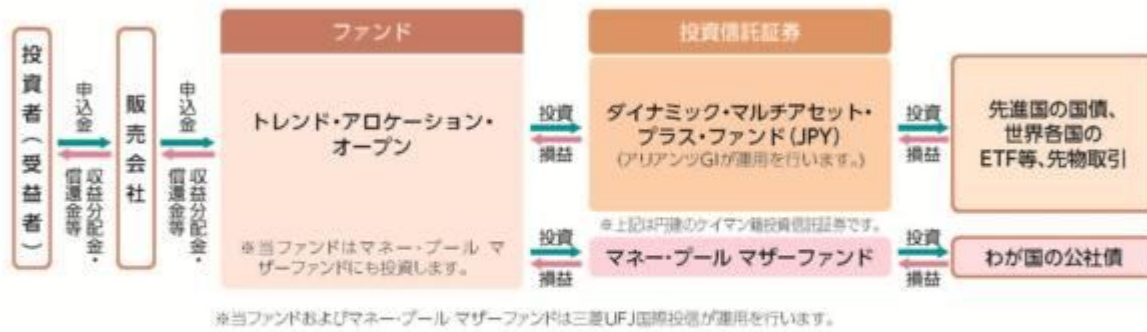 投資者(受益者)
申込金
収益分配金・
償還金等
販売会社
申込金
収益分配金・
償還金等
ファンド
トレンド・アロケーション・
オープン
※当ファンドはマネー・プール マ
ザーファンドにも投資します。
投資
損益
投資
損益
投資信託証券
ダイナミック・マルチアセット・
プラス・ファンド(JPY)
(アリアンツGIが運用を行います。)
※上記は円建のケイマン籍投資信託証券です。
マネー・プール マザーファンド
投資
損益
投資
損益
先進国の国債、
世界各国の
ETF等、先物取引
わが国の公社債
※当ファンドおよびマネー・プール マザーファンドは三菱UFJ国際投信が運用を行います。